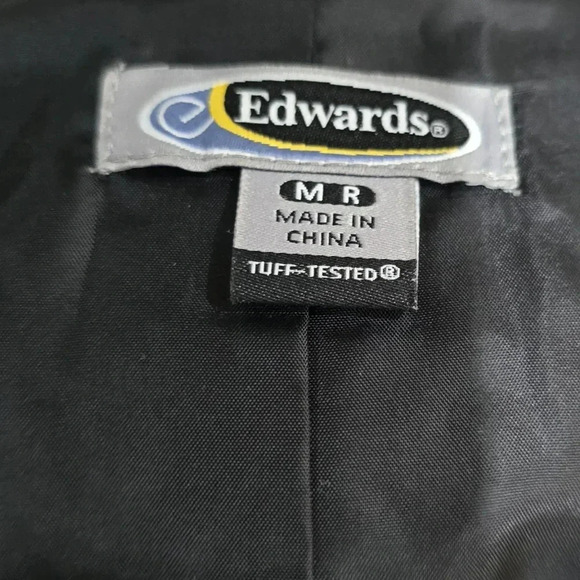 e Edwards®
M R
MADE IN
CHINA
TUFF-TESTED®